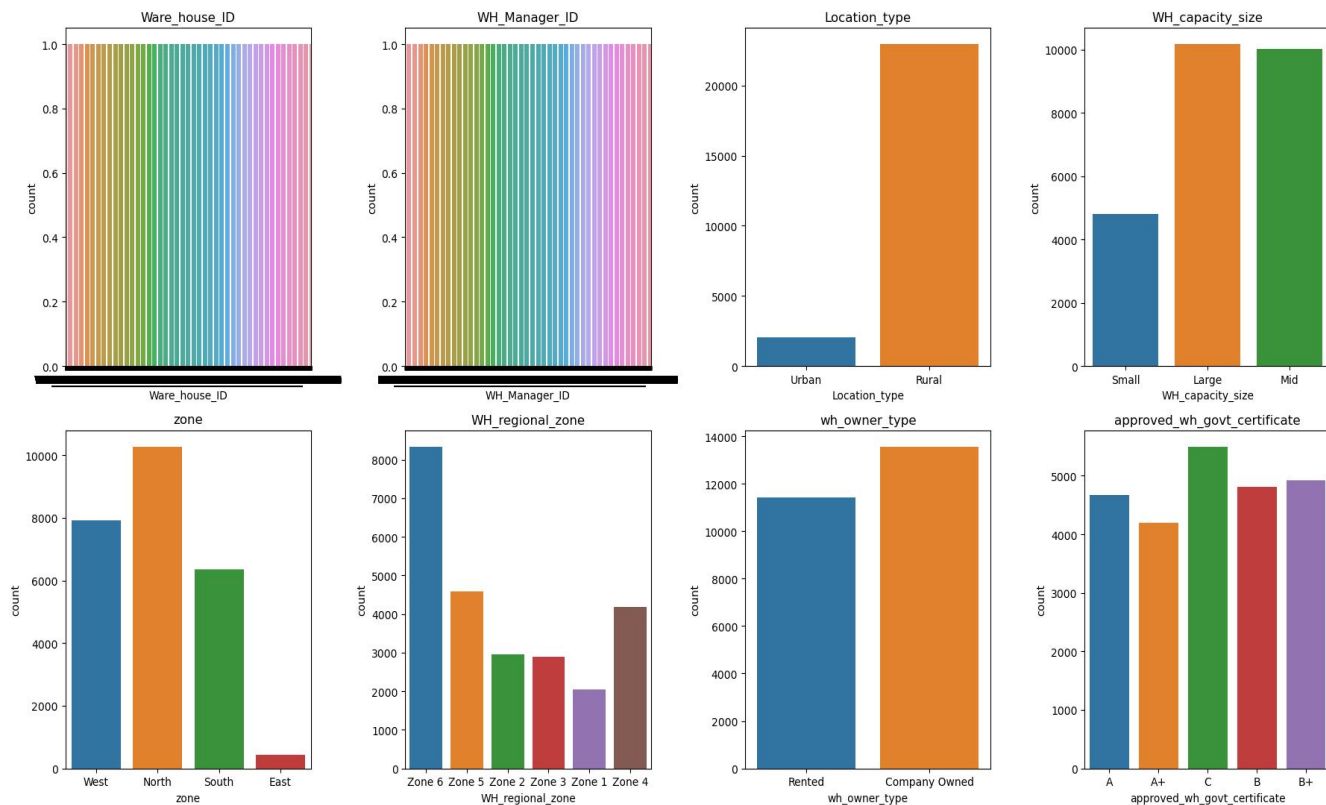 Ware_house_ID
1.0
0.8
0.6
0.4
0.2
0.0
count
Ware_house_ID
WH_Manager_ID
1.0
0.8
0.6
0.4
0.2
0.0
count
WH_Manager_ID
Location_type
20000
15000
10000
5000
0
count
Urban Rural
Location_type
WH_capacity_size
10000
8000
6000
4000
2000
0
count
Small Large Mid
WH_capacity_size
zone
10000
8000
6000
4000
2000
0
count
West North South East
zone
WH_regional_zone
8000
7000
6000
5000
4000
3000
2000
1000
0
count
Zone 6 Zone 5 Zone 2 Zone 3 Zone 1 Zone 4
WH_regional_zone
wh_owner_type
14000
12000
10000
8000
6000
4000
2000
0
count
Rented Company Owned
wh_owner_type
approved_wh_govt_certificate
5000
4000
3000
2000
1000
0
count
A A+ C B B+
approved_wh_govt_certificate